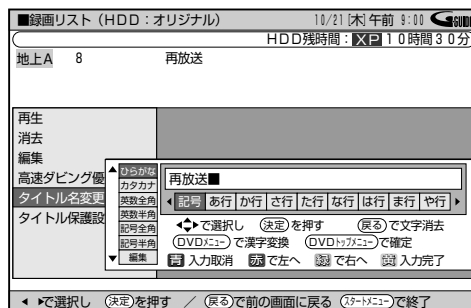 ■録画リスト（HDD：オリジナル） 10/21[木]午前 9:00 GGUIDE
HDD残時間：XP 10時間30分
地上A 8 再放送
再生
消去
編集
高速ダビング優
タイトル名変更
タイトル保護設
ひらがな
カタカナ
英数全角
英数半角
記号全角
記号半角
編集
再放送■
記号 あ行 か行 さ行 た行 な行 は行 ま行 や行
で選択し 決定を押す 戻るで文字消去
DVDﾒﾆｭｰで漢字変換 DVDﾄｯﾌﾟﾒﾆｭｰで確定
青 入力取消 赤 で左へ 緑 で右へ 黄 入力完了
で選択し 決定を押す ／ 戻るで前の画面に戻る ｽﾀｰﾄﾒﾆｭｰで終了